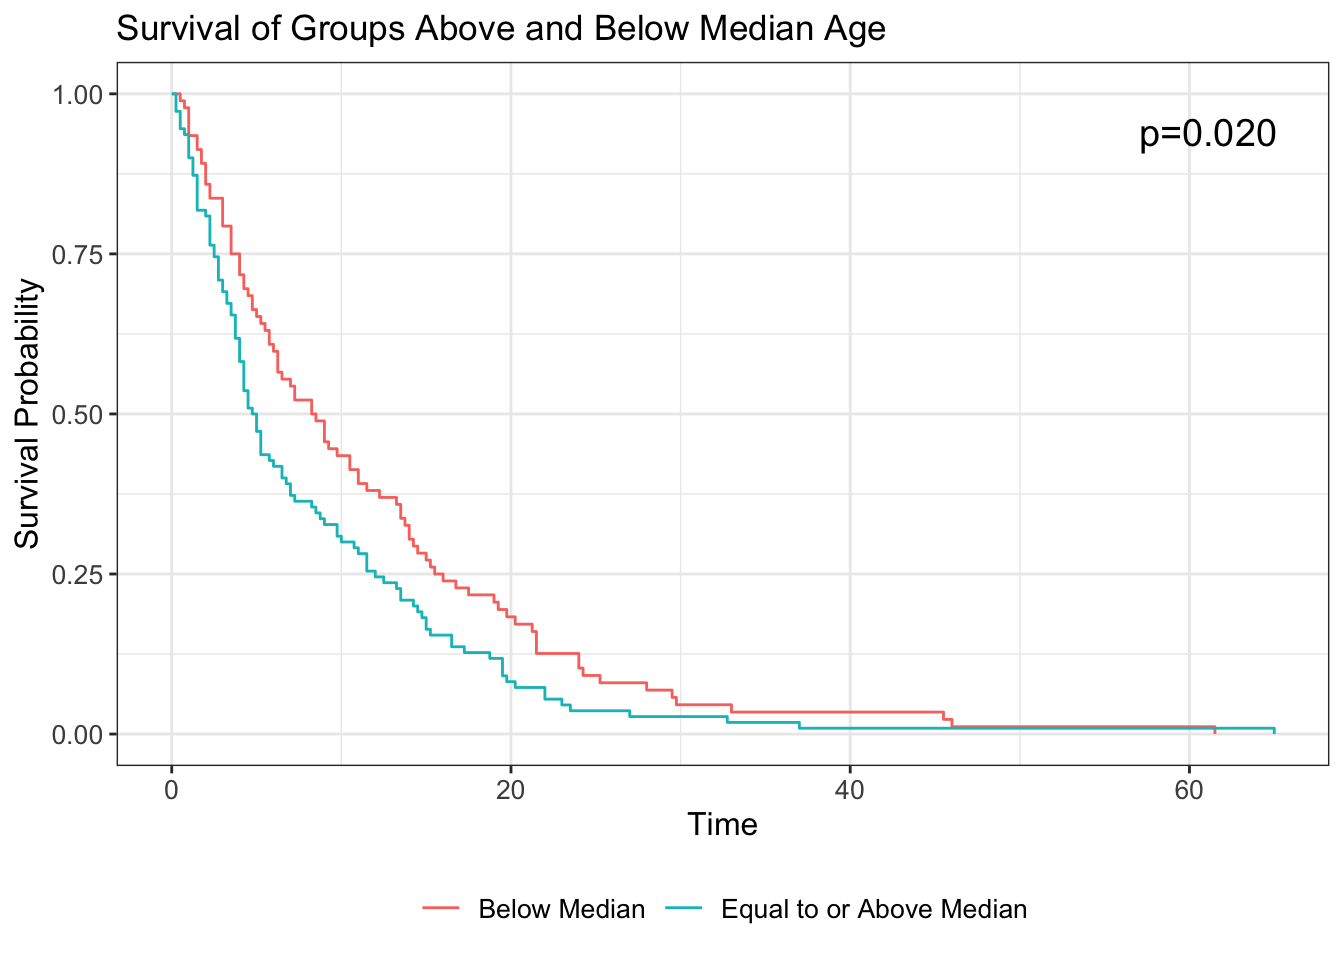 Survival of Groups Above and Below Median Age
p=0.020
Survival Probability
1.00
0.75
0.50
0.25
0.00
0 20 40 60
Time
Below Median Equal to or Above Median